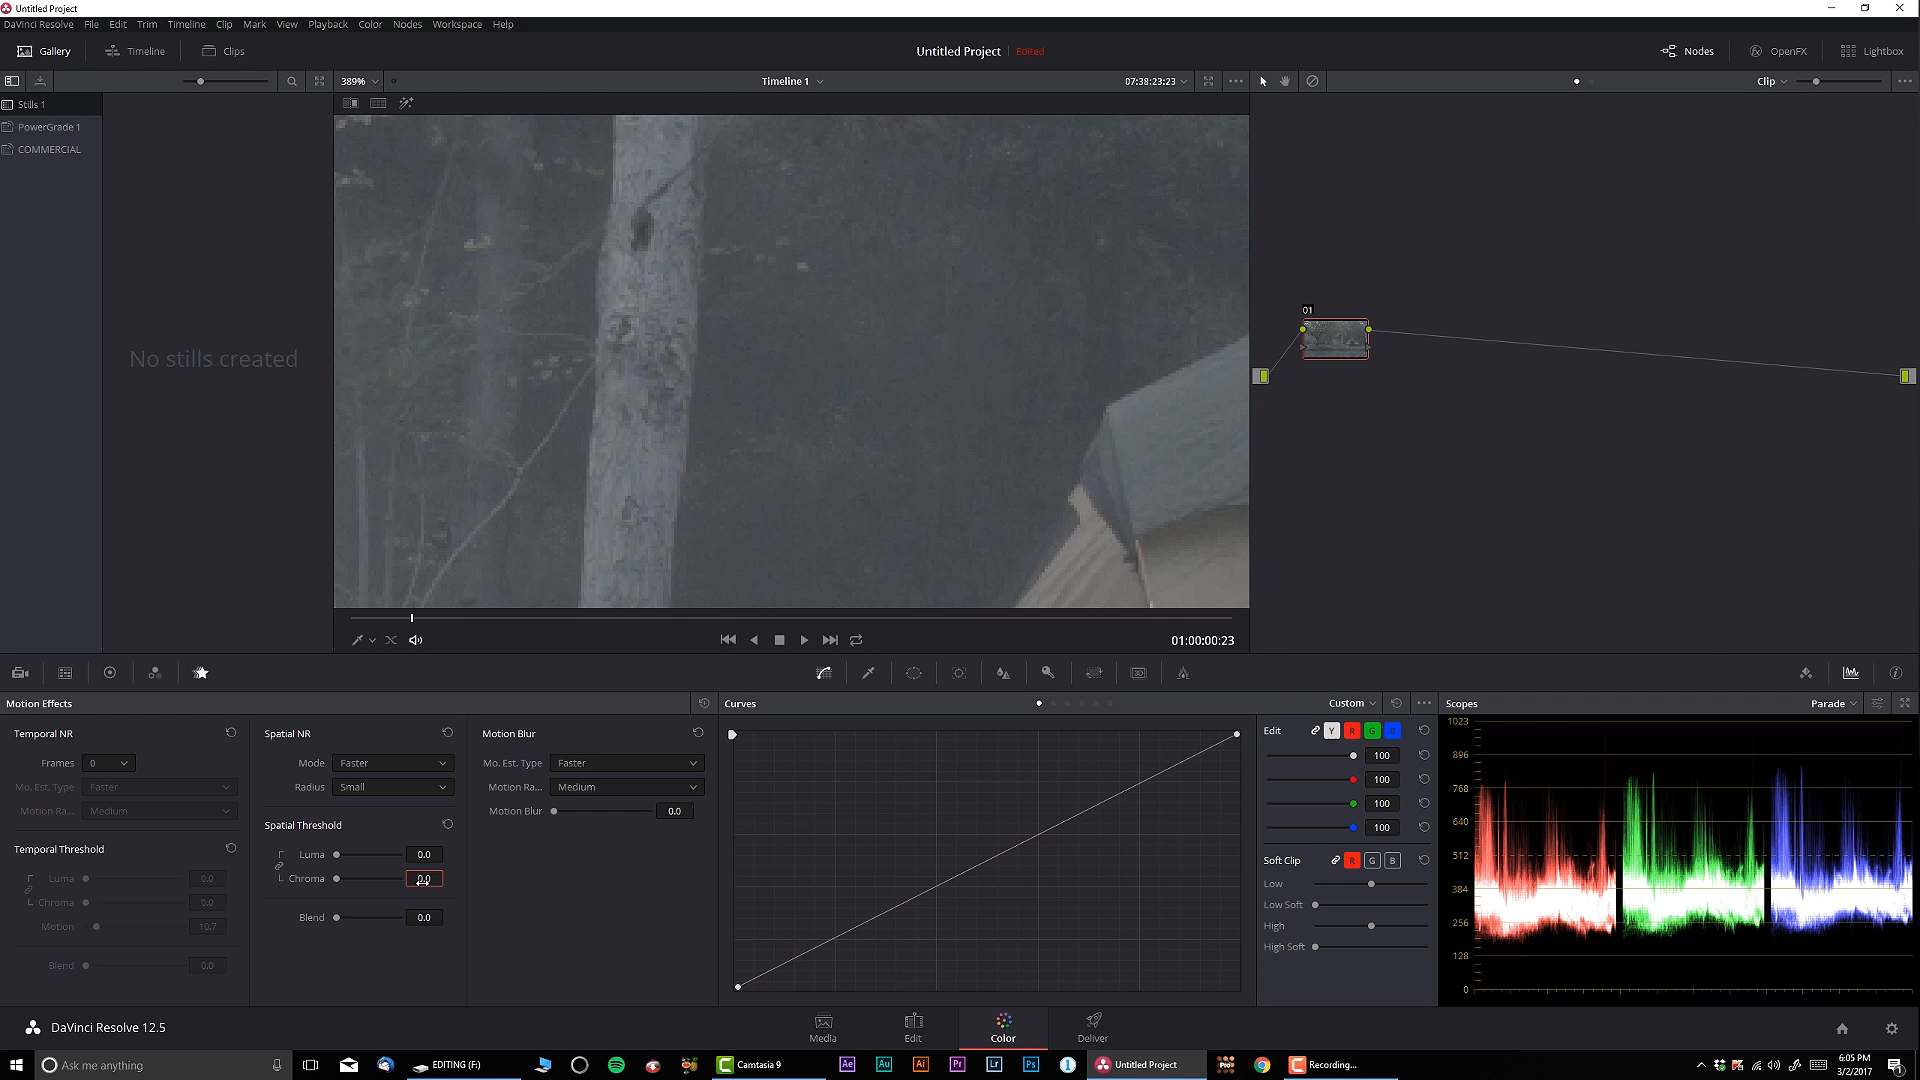 Untitled Project
DaVinci Resolve File Edit Trim Timeline Clip Mark View Playback Color Nodes Workspace Help
Gallery Timeline Clips Untitled Project Edited Nodes OpenFX Lightbox
389% Timeline 1 07:38:23:23 Clip
Stills 1
PowerGrade 1
COMMERCIAL
No stills created
01
01:00:00:23
Motion Effects Curves Custom Scopes Parade
Temporal NR Spatial NR Motion Blur Edit Y R G B
Frames 0 Mode Faster Mo. Est. Type Faster 100
Mo. Est. Type Faster Radius Small Motion Ra... Medium 100
Motion Ra... Medium Motion Blur 0.0 100
Spatial Threshold 100
Temporal Threshold Luma 0.0 Soft Clip R G B
Luma 0.0 Chroma 0.0 Low
Chroma 0.0 Low Soft
Motion 10.7 Blend 0.0 High
Blend 0.0 High Soft
1023
896
768
640
512
384
256
128
0
DaVinci Resolve 12.5 Media Edit Color Deliver
Ask me anything EDITING (F:) Camtasia 9 Ae Au Ai Pr Lr Ps Untitled Project Recording... 6:05 PM
3/2/2017